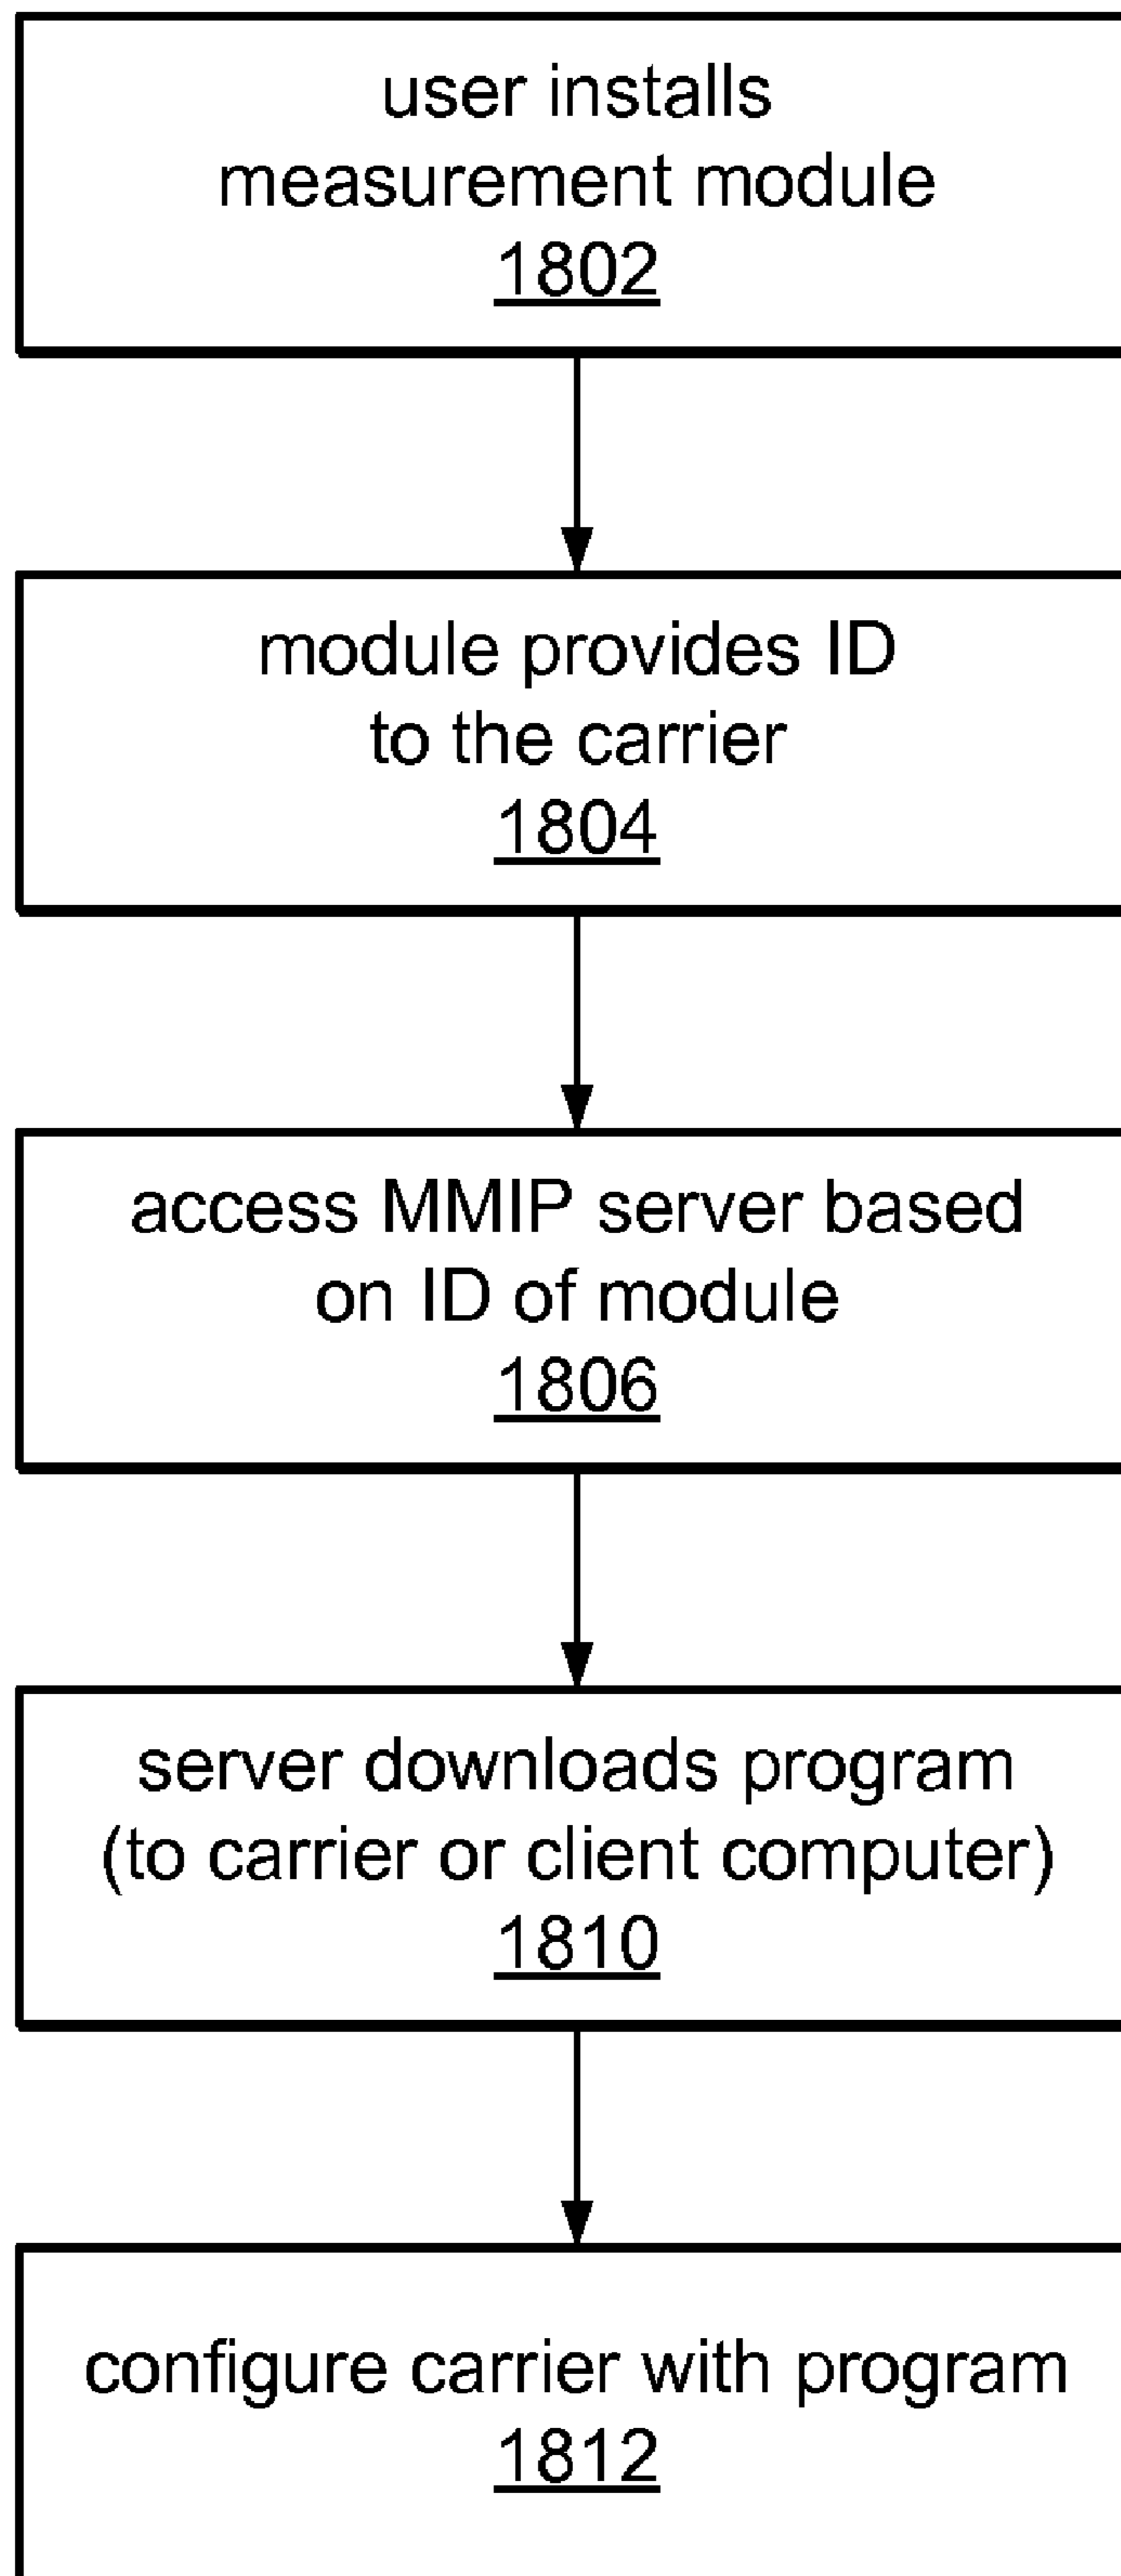 user installs
measurement module
1802
module provides ID
to the carrier
1804
access MMIP server based
on ID of module
1806
server downloads program
(to carrier or client computer)
1810
configure carrier with program
1812